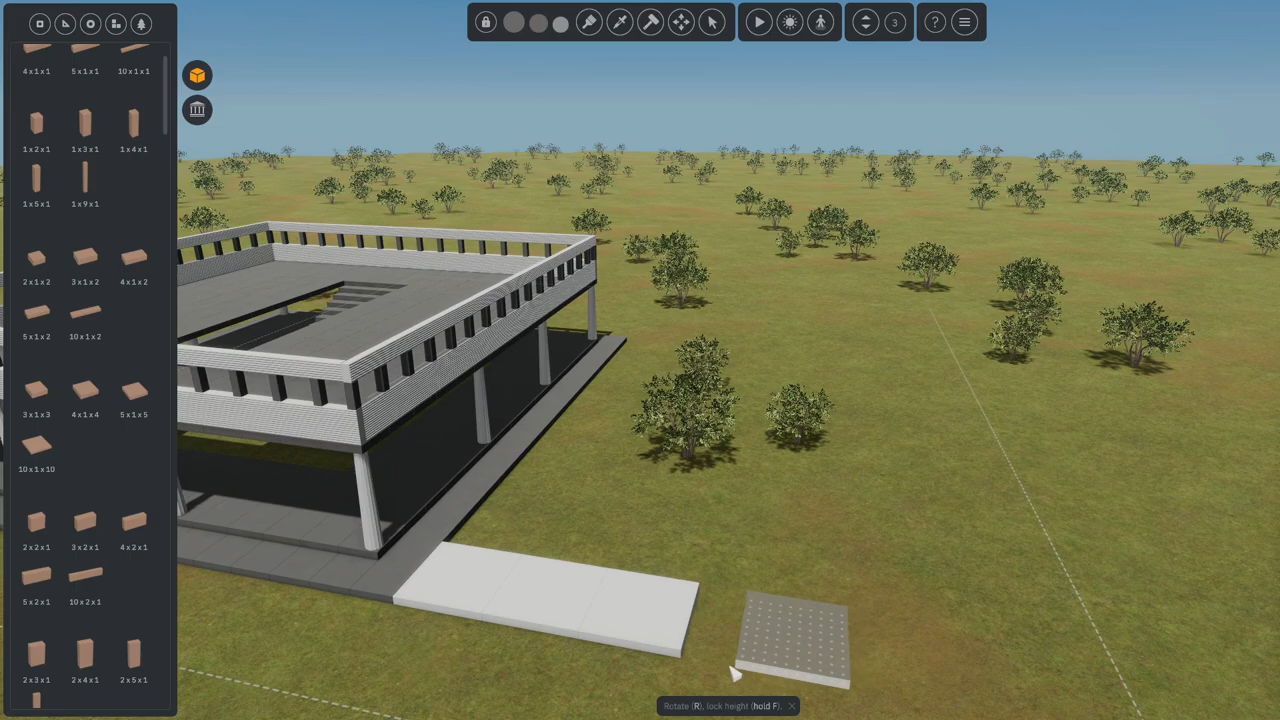 3
?
4x1x1 5x1x1 10x1x1
1x2x1 1x3x1 1x4x1
1x5x1 1x9x1
2x1x2 3x1x2 4x1x2
5x1x2 10x1x2
3x1x3 4x1x4 5x1x5
10x1x10
2x2x1 3x2x1 4x2x1
5x2x1 10x2x1
2x3x1 2x4x1 2x5x1
Rotate (R), lock height (hold F).